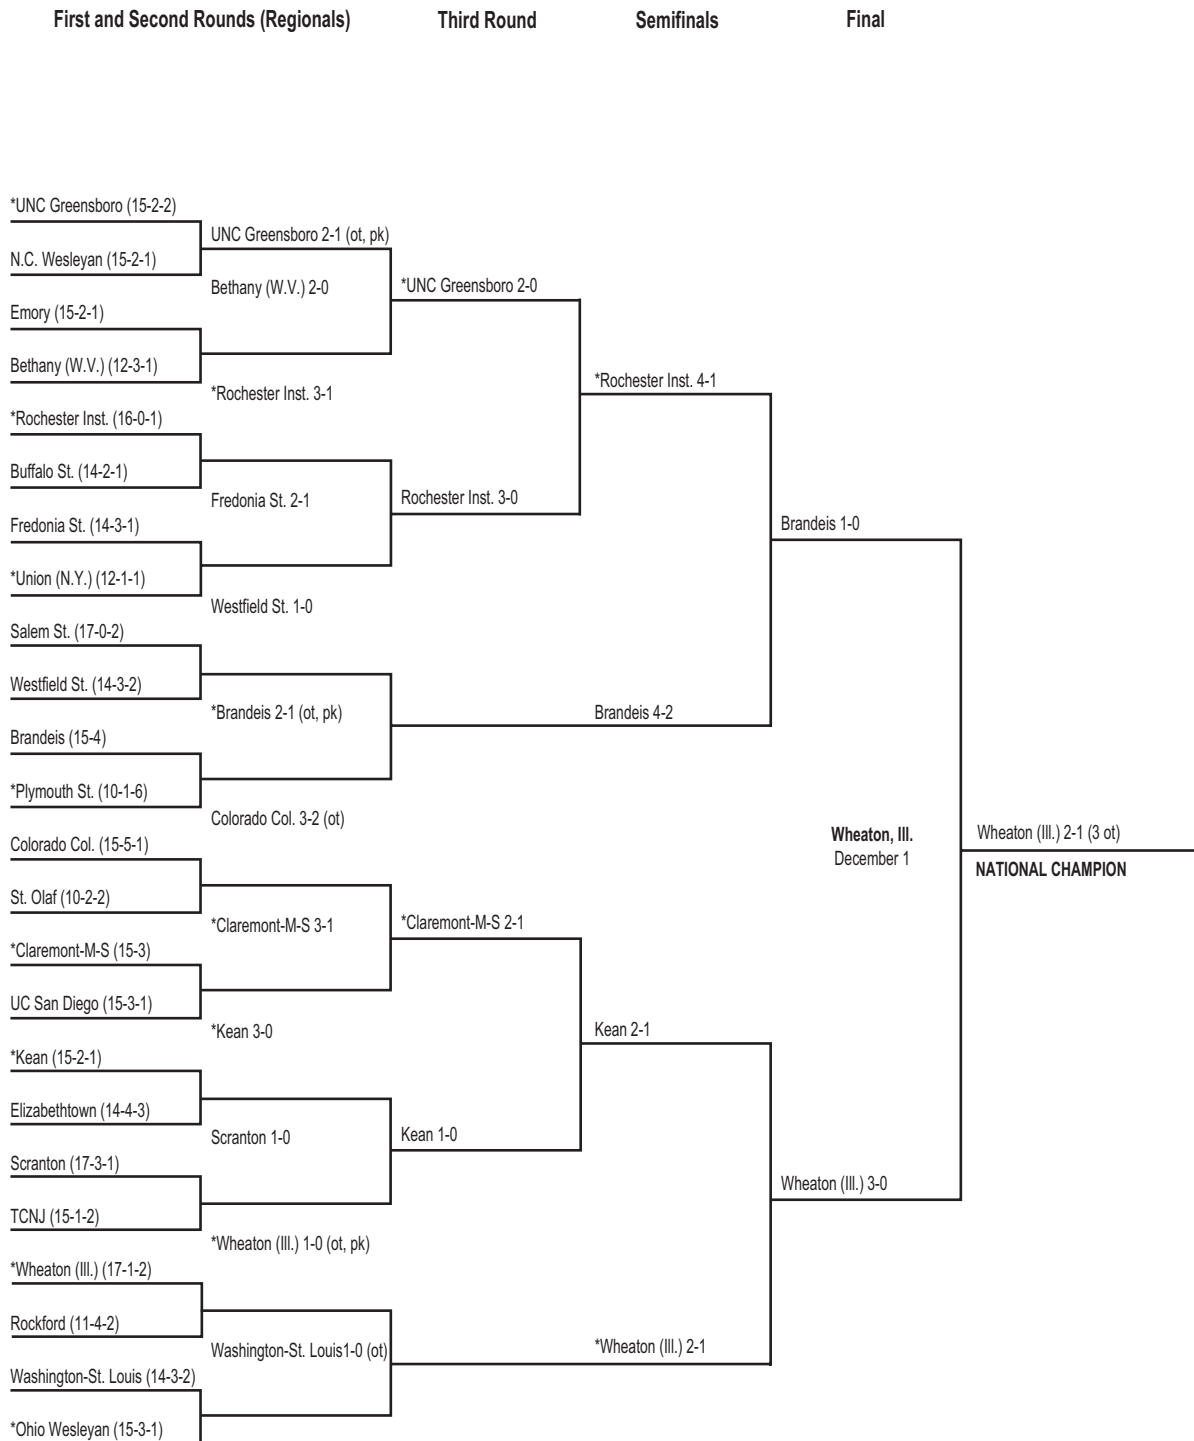 First and Second Rounds (Regionals)
Third Round
Semifinals
Final
*UNC Greensboro (15-2-2)
N.C. Wesleyan (15-2-1)
Emory (15-2-1)
Bethany (W.V.) (12-3-1)
*Rochester Inst. (16-0-1)
Buffalo St. (14-2-1)
Fredonia St. (14-3-1)
*Union (N.Y.) (12-1-1)
Salem St. (17-0-2)
Westfield St. (14-3-2)
Brandeis (15-4)
*Plymouth St. (10-1-6)
Colorado Col. (15-5-1)
St. Olaf (10-2-2)
*Claremont-M-S (15-3)
UC San Diego (15-3-1)
*Kean (15-2-1)
Elizabethtown (14-4-3)
Scranton (17-3-1)
TCNJ (15-1-2)
*Wheaton (Ill.) (17-1-2)
Rockford (11-4-2)
Washington-St. Louis (14-3-2)
*Ohio Wesleyan (15-3-1)
UNC Greensboro 2-1 (ot, pk)
Bethany (W.V.) 2-0
*Rochester Inst. 3-1
Fredonia St. 2-1
Westfield St. 1-0
*Brandeis 2-1 (ot, pk)
Colorado Col. 3-2 (ot)
*Claremont-M-S 3-1
*Kean 3-0
Scranton 1-0
*Wheaton (Ill.) 1-0 (ot, pk)
Washington-St. Louis1-0 (ot)
*UNC Greensboro 2-0
Rochester Inst. 3-0
*Claremont-M-S 2-1
Kean 1-0
*Rochester Inst. 4-1
Brandeis 4-2
Kean 2-1
*Wheaton (Ill.) 2-1
Brandeis 1-0
Wheaton (Ill.) 3-0
Wheaton, Ill.
December 1
Wheaton (Ill.) 2-1 (3 ot)
NATIONAL CHAMPION